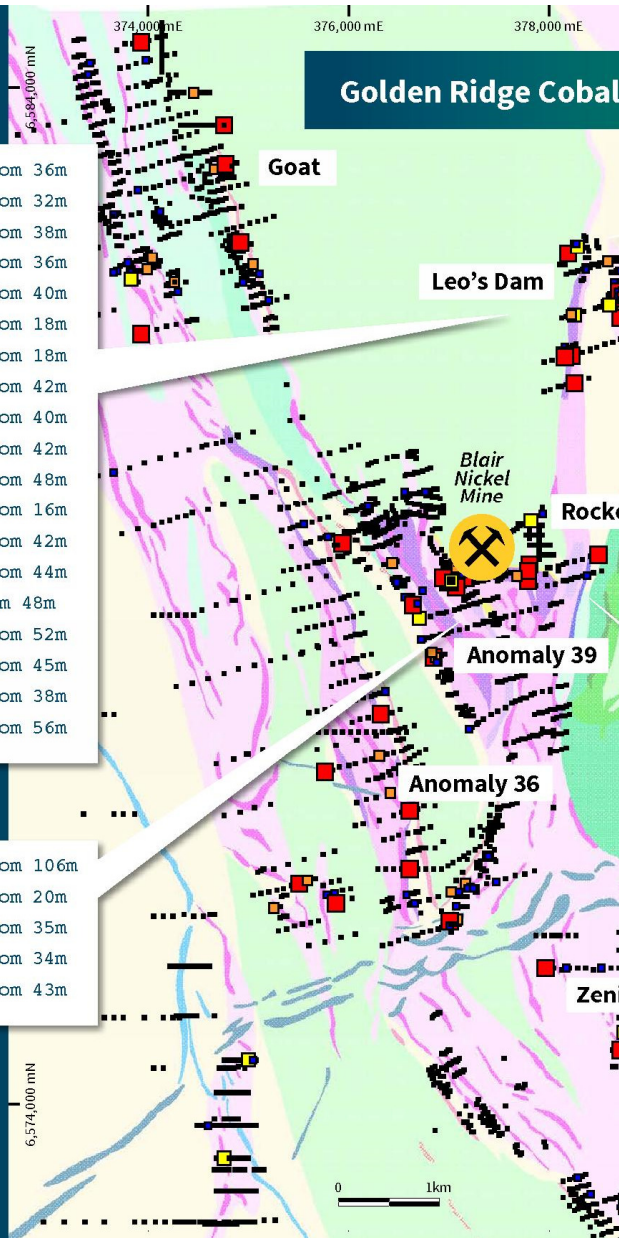 374,000 mE
376,000 mE
378,000 mE
6,584,000 mN
Golden Ridge Cobal
om 36m
om 32m
om 38m
om 36m
om 40m
om 18m
om 18m
om 42m
om 40m
om 42m
om 48m
om 16m
om 42m
om 44m
m 48m
om 52m
om 45m
om 38m
om 56m
Goat
Leo's Dam
Blair
Nickel
Mine
Rocke
Anomaly 39
Anomaly 36
om 106m
om 20m
om 35m
om 34m
om 43m
Zeni
6,574,000 mN
0 1km